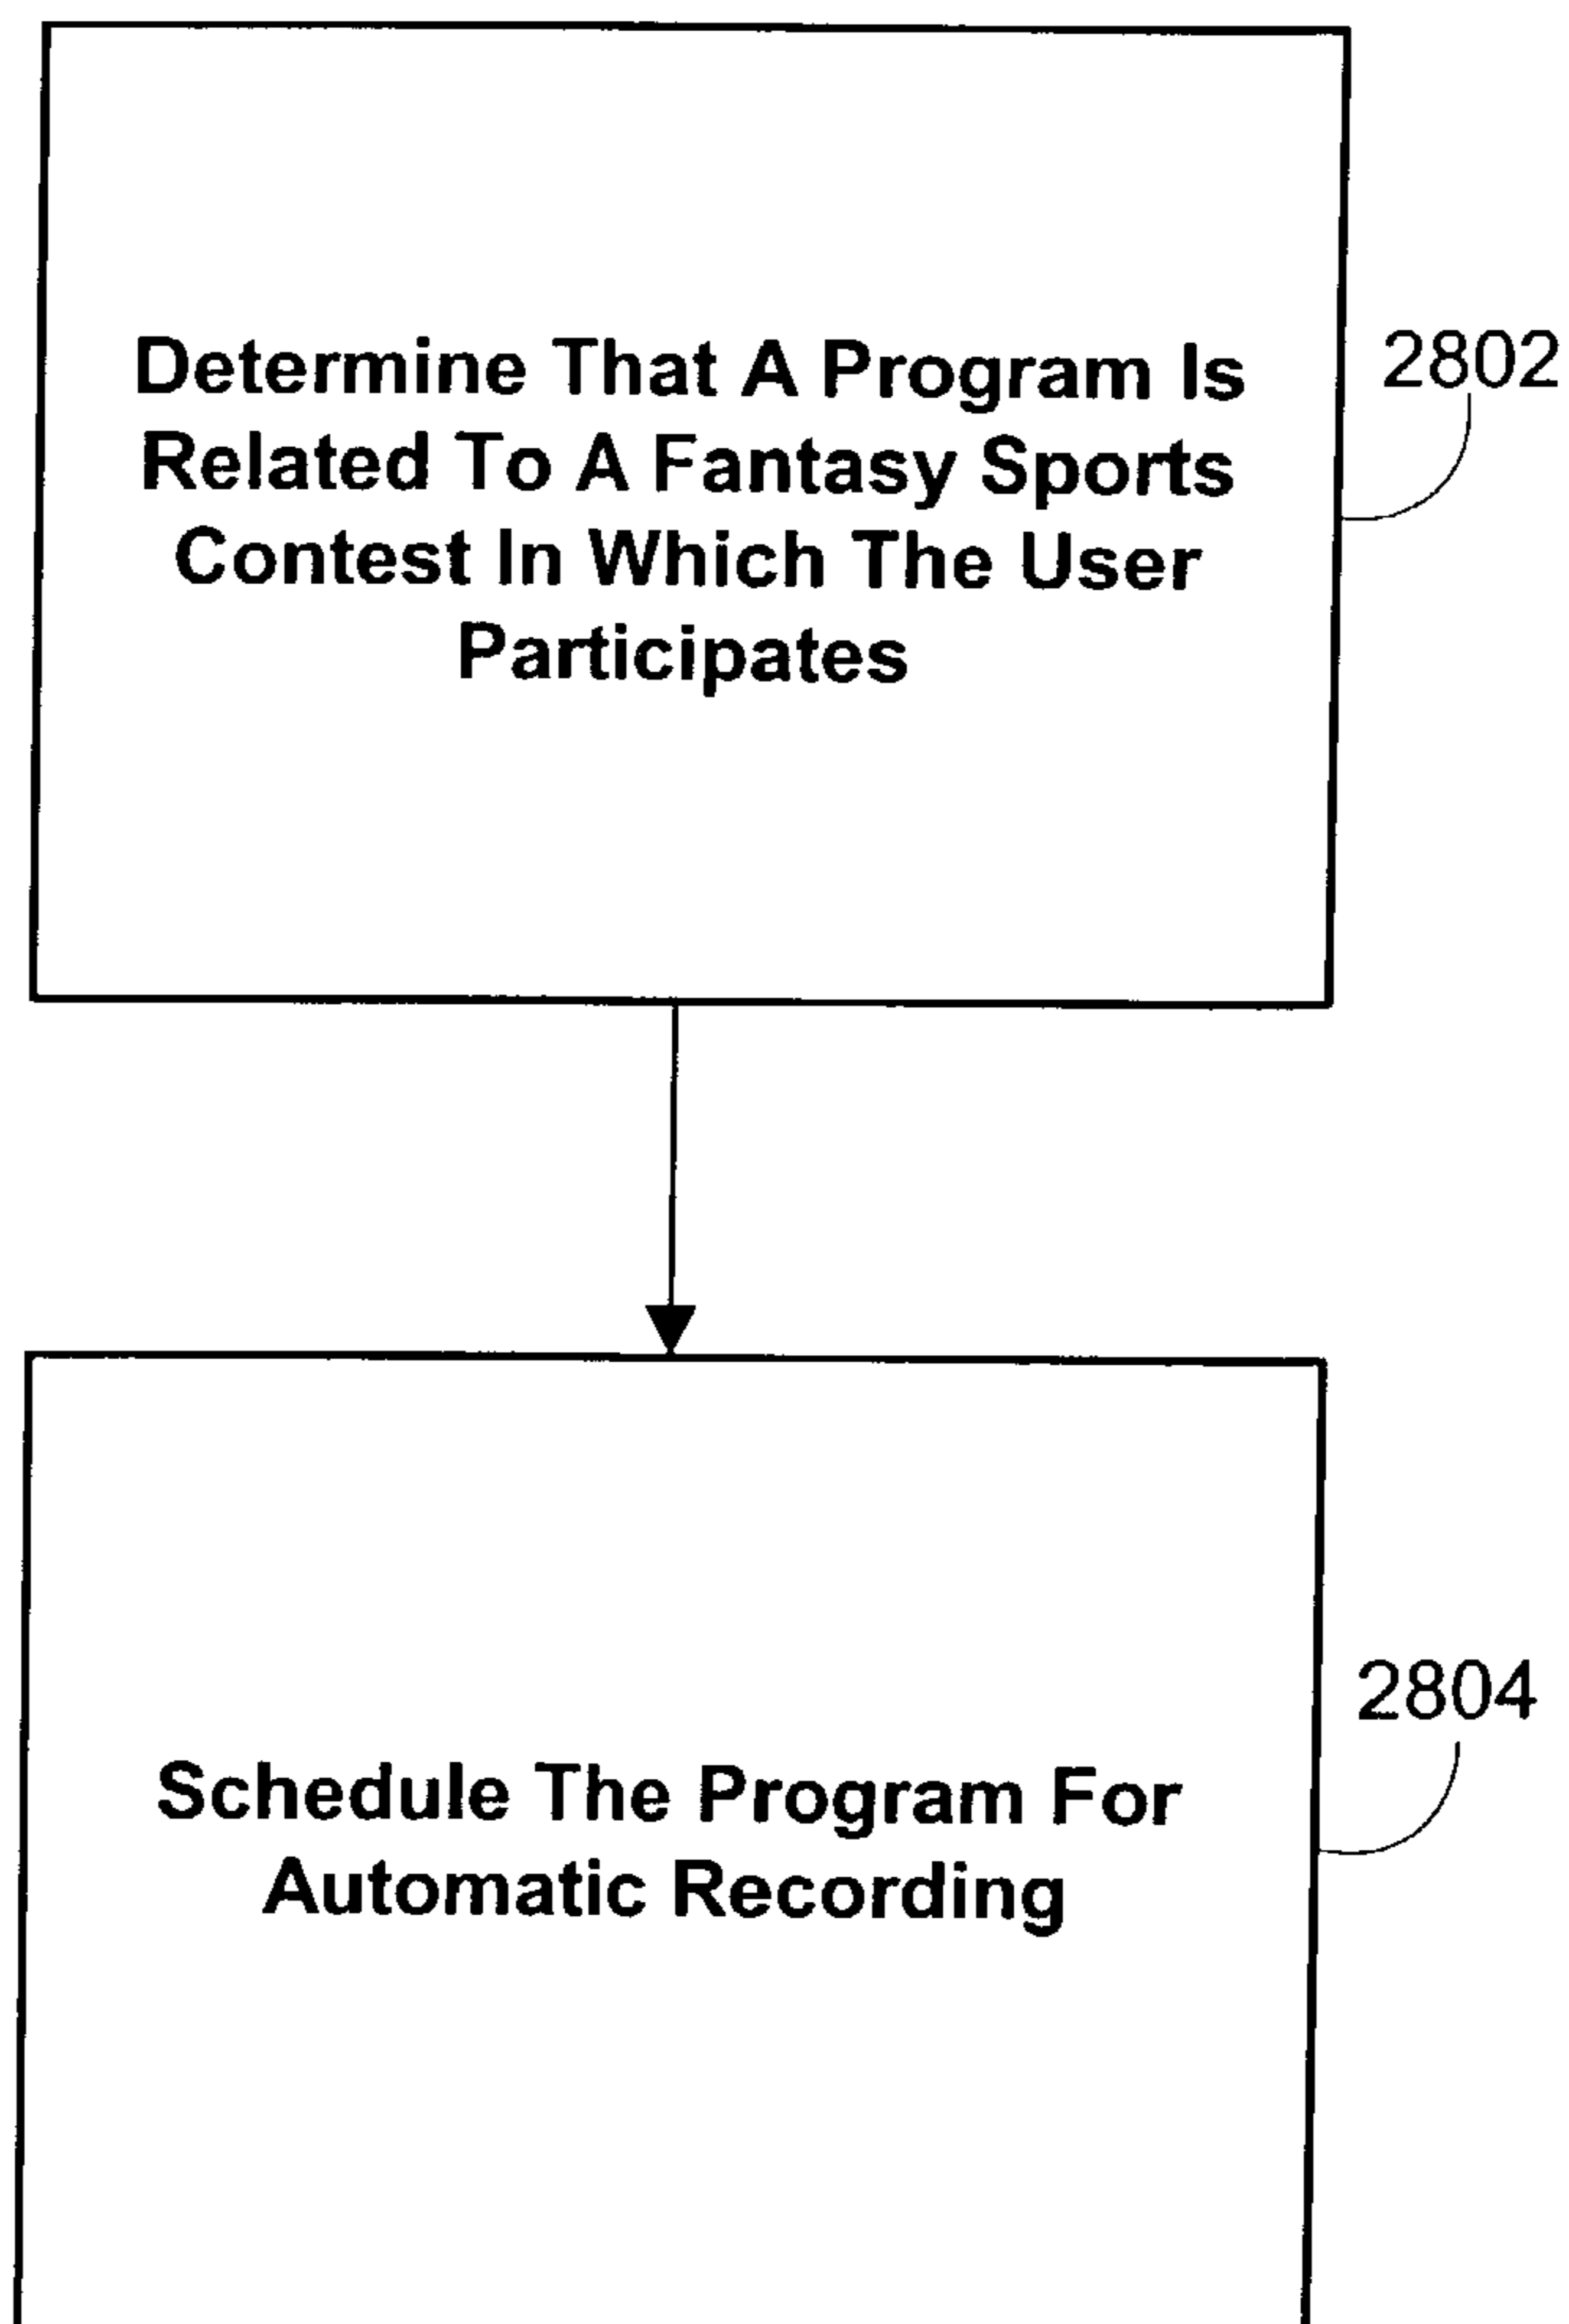 Determine That A Program Is
Related To A Fantasy Sports
Contest In Which The User
Participates
2802
2804
Schedule The Program For
Automatic Recording